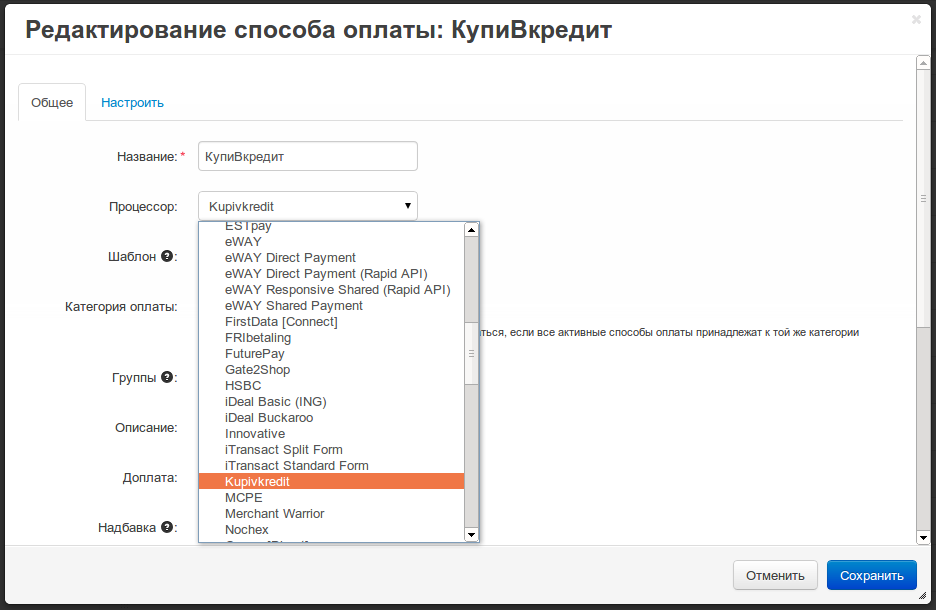 Редактирование способа оплаты: КупиВкредит
Общее
Настроить
Название:*
КупиВкредит
Процессор:
Kupivkredit
ESTpay
eWAY
eWAY Direct Payment
eWAY Direct Payment (Rapid API)
eWAY Responsive Shared (Rapid API)
eWAY Shared Payment
FirstData [Connect]
FRIbetaling
FuturePay
Gate2Shop
HSBC
iDeal Basic (ING)
iDeal Buckaroo
Innovative
iTransact Split Form
iTransact Standard Form
Kupivkredit
MCPE
Merchant Warrior
Nochex
Шаблон ?:
Категория оплаты:
если все активные способы оплаты принадлежат к той же категории
Группы ?:
Описание:
Доплата:
Надбавка ?:
Отменить
Сохранить